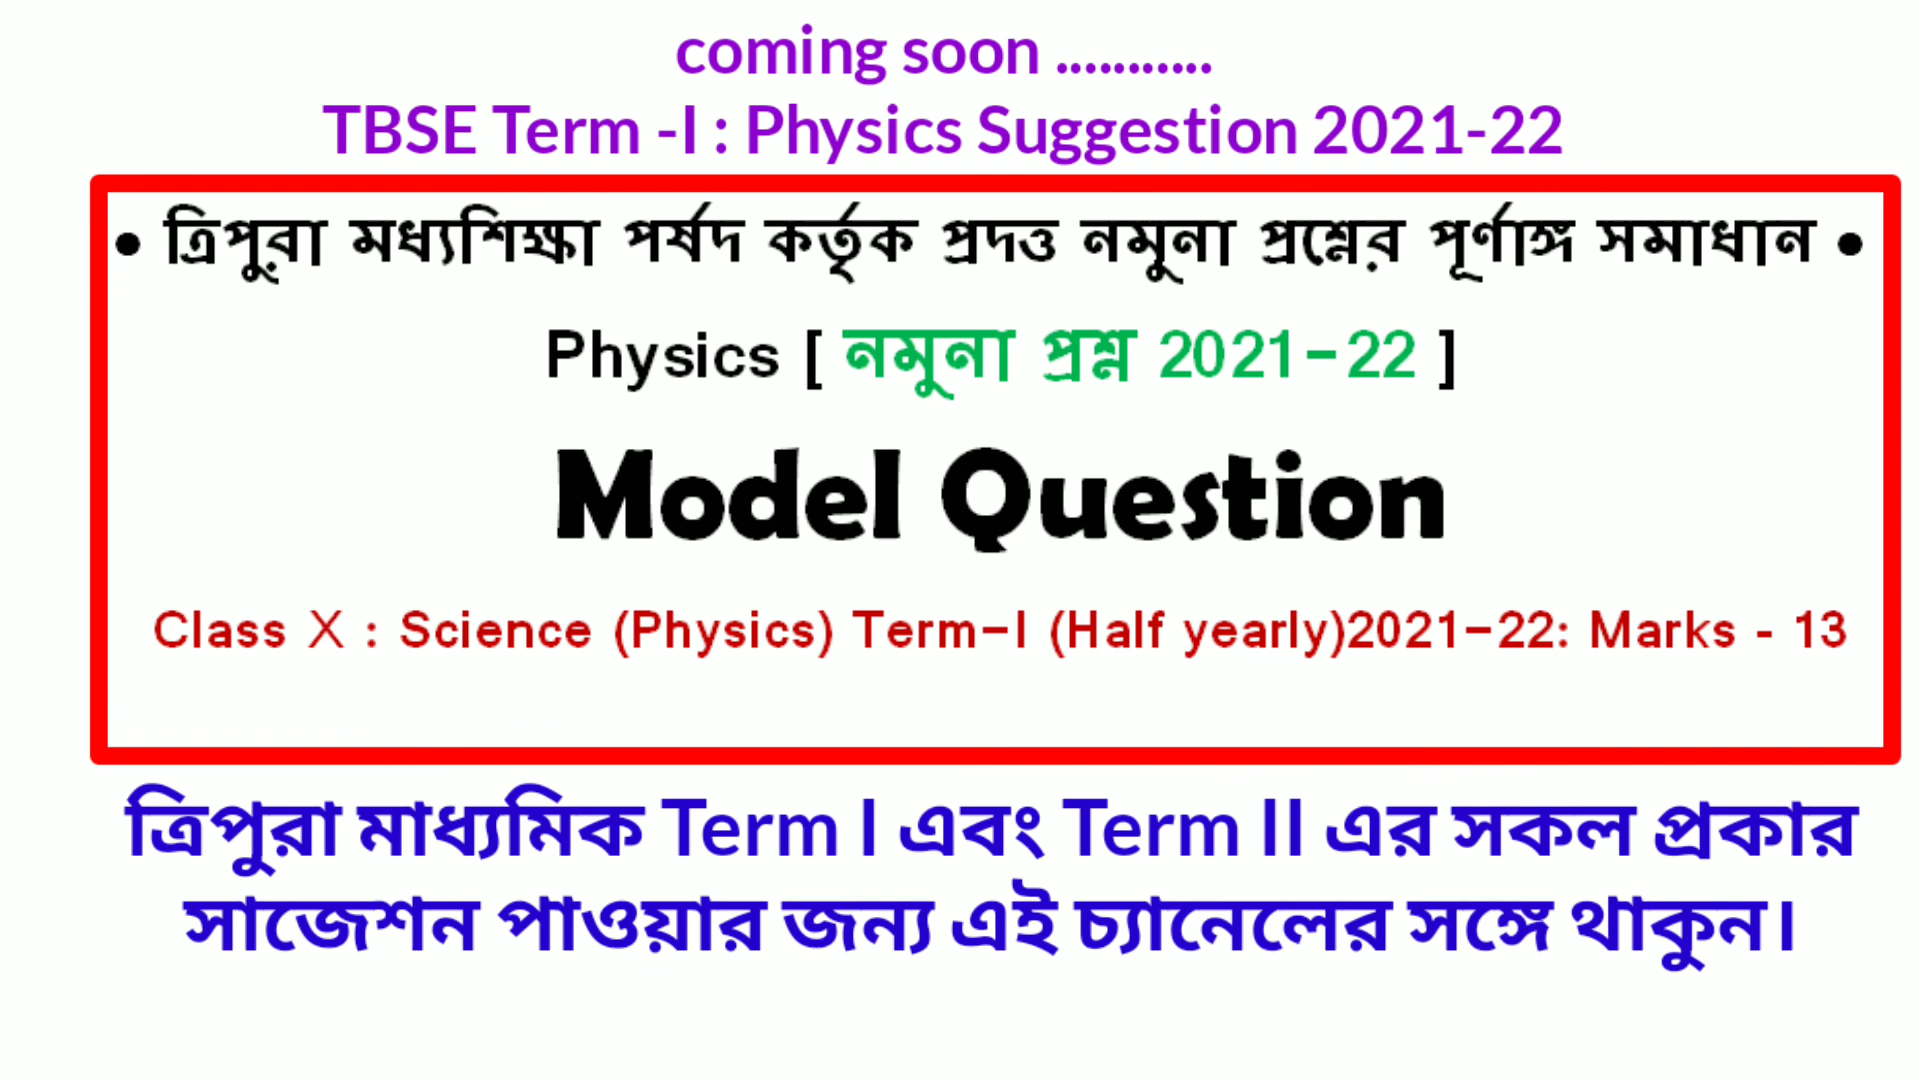 coming soon ...........
TBSE Term -I : Physics Suggestion 2021-22
• ত্রিপুরা মধ্যশিক্ষা পর্ষদ কর্তৃক প্রদত্ত নমুনা প্রশ্নের পূর্ণাঙ্গ সমাধান •
Physics [ নমুনা প্রশ্ন 2021-22 ]
Model Question
Class X : Science (Physics) Term-I (Half yearly)2021-22: Marks - 13
ত্রিপুরা মাধ্যমিক Term I এবং Term II এর সকল প্রকার
সাজেশন পাওয়ার জন্য এই চ্যানেলের সঙ্গে থাকুন।